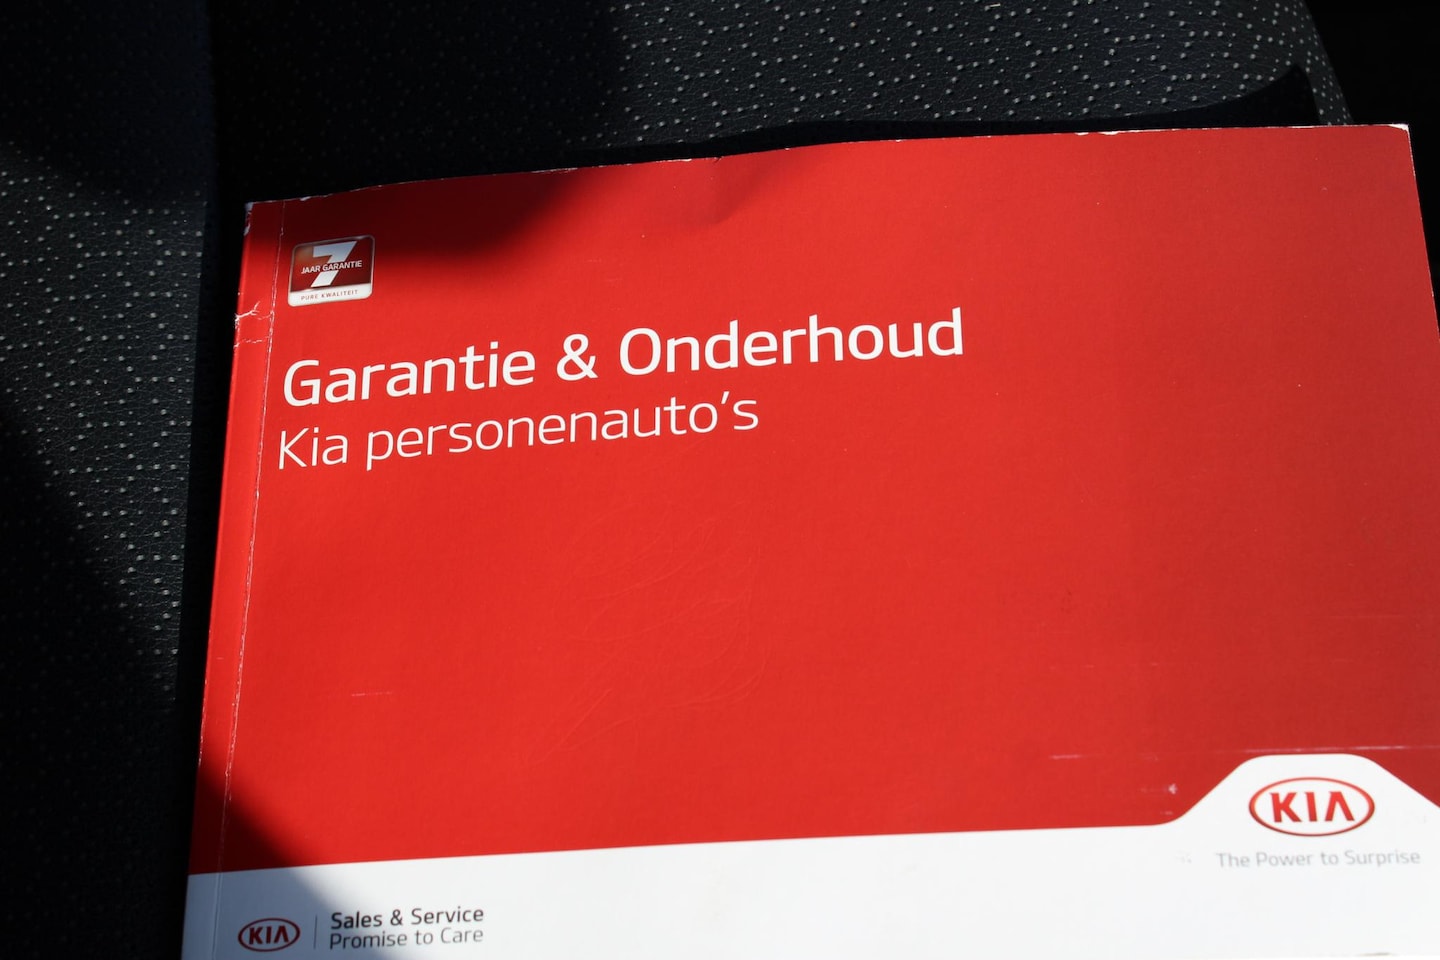 7
JAAR GARANTIE
PURE KWALITEIT
Garantie & Onderhoud
Kia personenauto's
KIA
The Power to Surprise
KIA
Sales & Service
Promise to Care